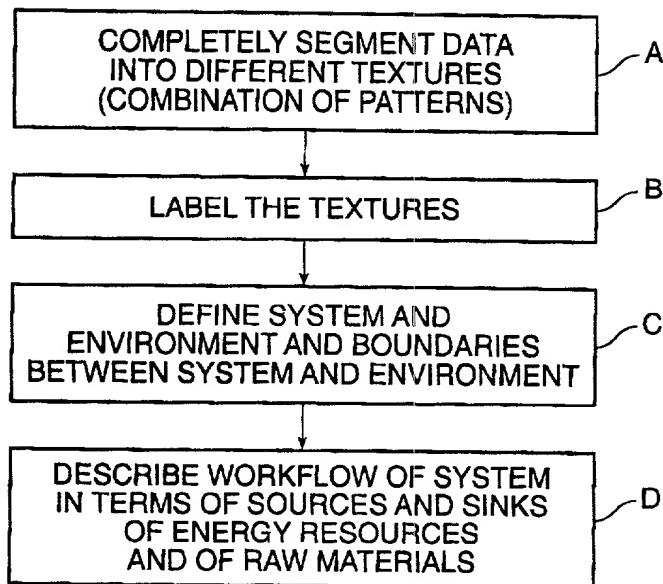 COMPLETELY SEGMENT DATA
INTO DIFFERENT TEXTURES
(COMBINATION OF PATTERNS)
A
LABEL THE TEXTURES
B
DEFINE SYSTEM AND
ENVIRONMENT AND BOUNDARIES
BETWEEN SYSTEM AND ENVIRONMENT
C
DESCRIBE WORKFLOW OF SYSTEM
IN TERMS OF SOURCES AND SINKS
OF ENERGY RESOURCES
AND OF RAW MATERIALS
D